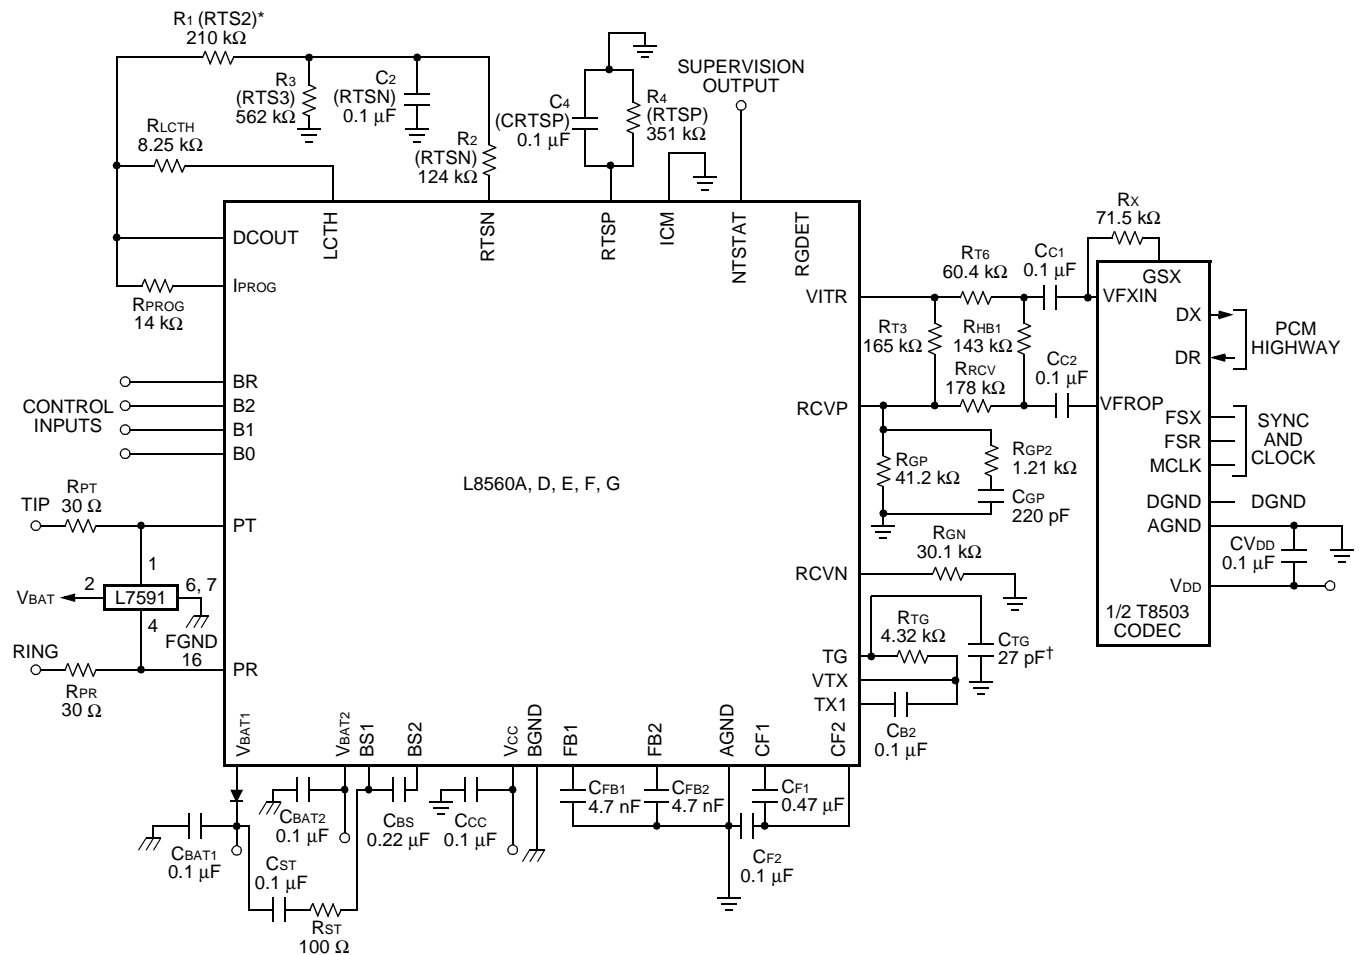 R1 (RTS2)*
210 kΩ
R3
(RTS3)
562 kΩ
C2
(RTSN)
0.1 µF
R2
(RTSN)
124 kΩ
RLCTH
8.25 kΩ
C4
(CRTSP)
0.1 µF
R4
(RTSP)
351 kΩ
SUPERVISION
OUTPUT
RPROG
14 kΩ
DCOUT
IPROG
LCTH
RTSN
RTSP
ICM
NTSTAT
RGDET
CONTROL
INPUTS
BR
B2
B1
B0
L8560A, D, E, F, G
VITR
RCVP
RCVN
TG
VTX
TX1
RT6
60.4 kΩ
CC1
0.1 µF
RX
71.5 kΩ
RT3
165 kΩ
RHB1
143 kΩ
RRCV
178 kΩ
CC2
0.1 µF
RGP
41.2 kΩ
RGP2
1.21 kΩ
CGP
220 pF
RGN
30.1 kΩ
RTG
4.32 kΩ
CTG
27 pF†
CB2
0.1 µF
GSX
VFXIN
VFROP
DX
DR
PCM
HIGHWAY
FSX
FSR
MCLK
SYNC
AND
CLOCK
DGND
DGND
AGND
CVDD
0.1 µF
VDD
1/2 T8503
CODEC
TIP
RPT
30 Ω
PT
1
2
VBAT
L7591
6, 7
4
FGND
16
RING
RPR
30 Ω
PR
VBAT1
VBAT2
BS1
BS2
VCC
BGND
FB1
FB2
AGND
CF1
CF2
CBAT1
0.1 µF
CBAT2
0.1 µF
CBS
0.22 µF
CCC
0.1 µF
CFB1
4.7 nF
CFB2
4.7 nF
CF1
0.47 µF
CF2
0.1 µF
CST
0.1 µF
RST
100 Ω